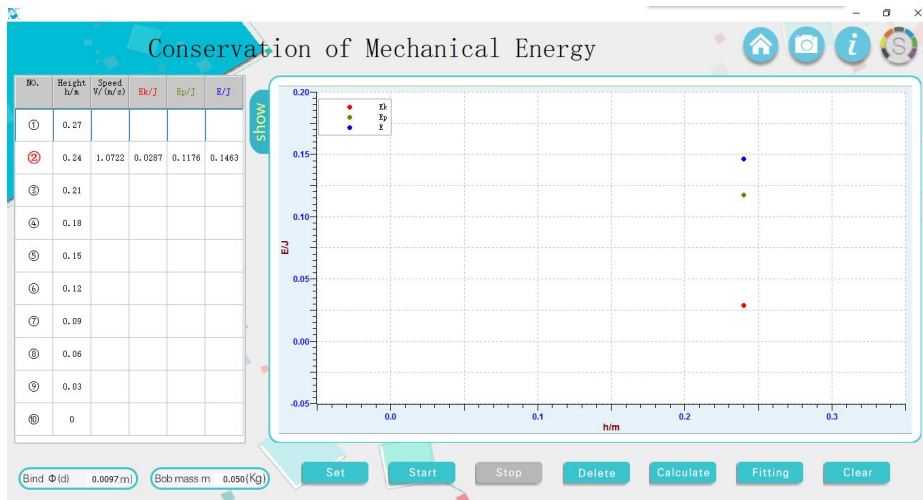 Conservation of Mechanical Energy
i
S
NO. Height h/m Speed V/(m/s) Ek/J Ep/J E/J
① 0.27
② 0.24 1.0722 0.0287 0.1176 0.1463
③ 0.21
④ 0.18
⑤ 0.15
⑥ 0.12
⑦ 0.09
⑧ 0.06
⑨ 0.03
⑩ 0
show
Ek
Ep
E
0.20
0.15
0.10
0.05
0.00
-0.05
E/J
0.0 0.1 0.2 0.3
h/m
Bind Φ(d) 0.0097 m)
Bob mass m 0.050 (Kg)
Set Start Stop Delete Calculate Fitting Clear